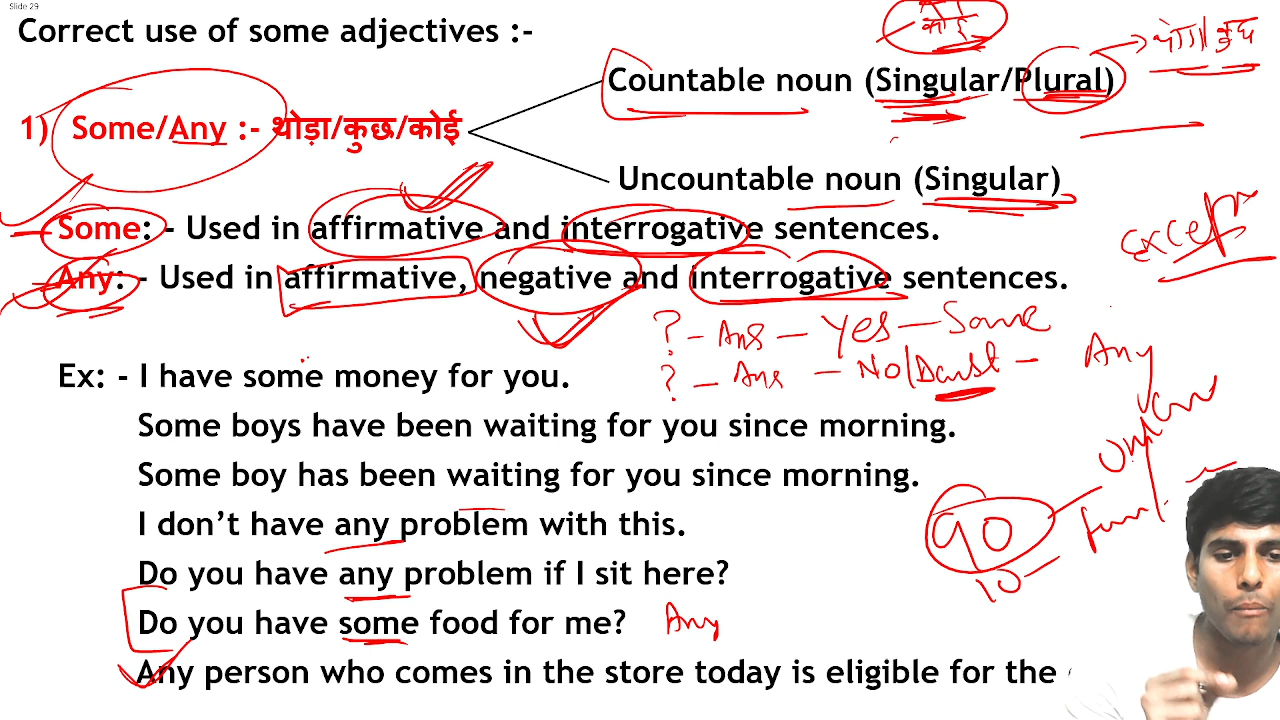 Slide 29
Correct use of some adjectives :-
कोई
Countable noun (Singular/Plural)
1) Some/Any :- थोड़ा/कुछ/कोई
Uncountable noun (Singular)
Some: - Used in affirmative and interrogative sentences.
Except
Any: - Used in affirmative, negative and interrogative sentences.
? - Ans - Yes - Some
? - Ans - No/Doubt - Any
Ex: - I have some money for you.
Some boys have been waiting for you since morning.
Some boy has been waiting for you since morning.
I don't have any problem with this.
90
Do you have any problem if I sit here?
10
Do you have some food for me? Any
Any person who comes in the store today is eligible for the